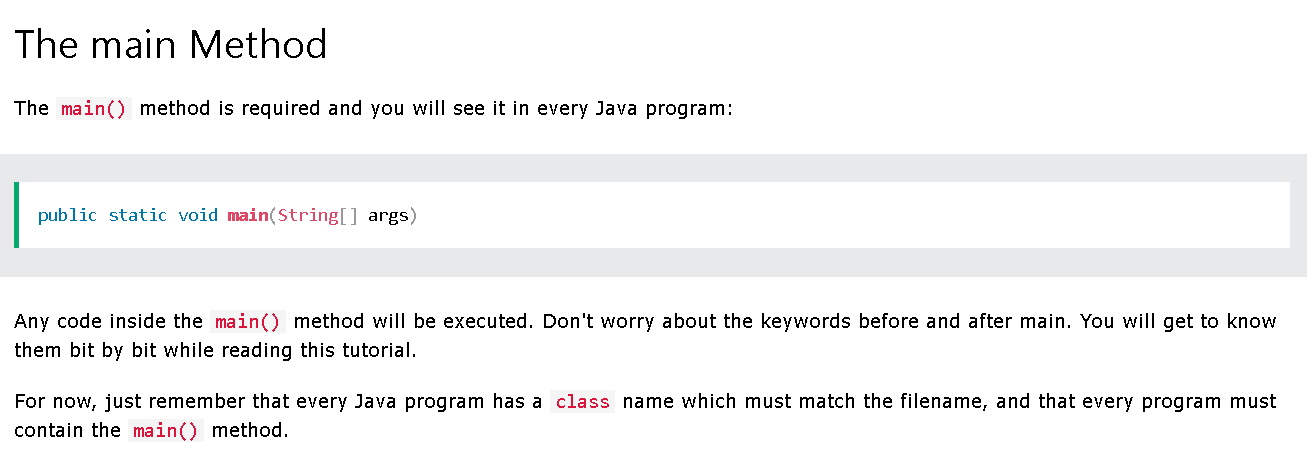 The main Method
The main() method is required and you will see it in every Java program:
public static void main(String[] args)
Any code inside the main() method will be executed. Don't worry about the keywords before and after main. You will get to know
them bit by bit while reading this tutorial.
For now, just remember that every Java program has a class name which must match the filename, and that every program must
contain the main() method.